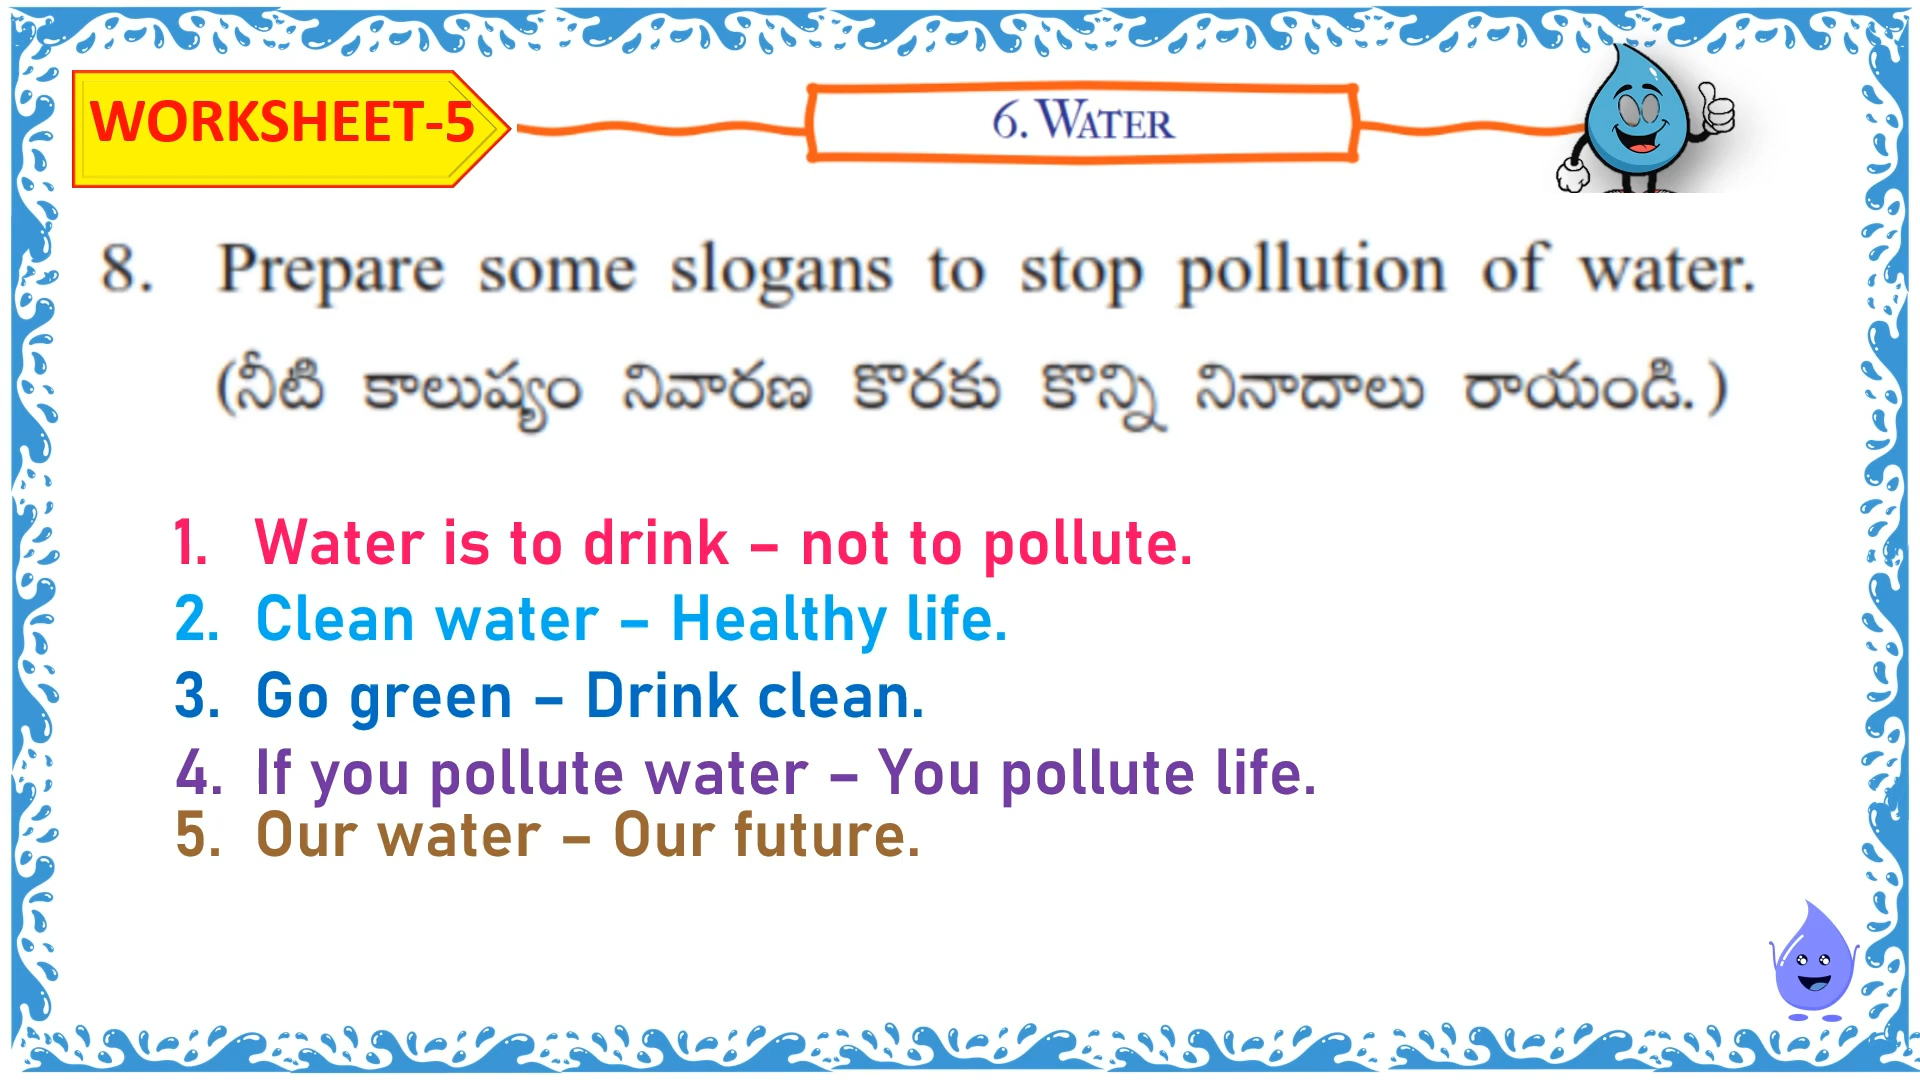 WORKSHEET-5
6. WATER
8. Prepare some slogans to stop pollution of water.
(నీటి కాలుష్యం నివారణ కొరకు కొన్ని నినాదాలు రాయండి.)
1. Water is to drink – not to pollute.
2. Clean water – Healthy life.
3. Go green – Drink clean.
4. If you pollute water – You pollute life.
5. Our water – Our future.